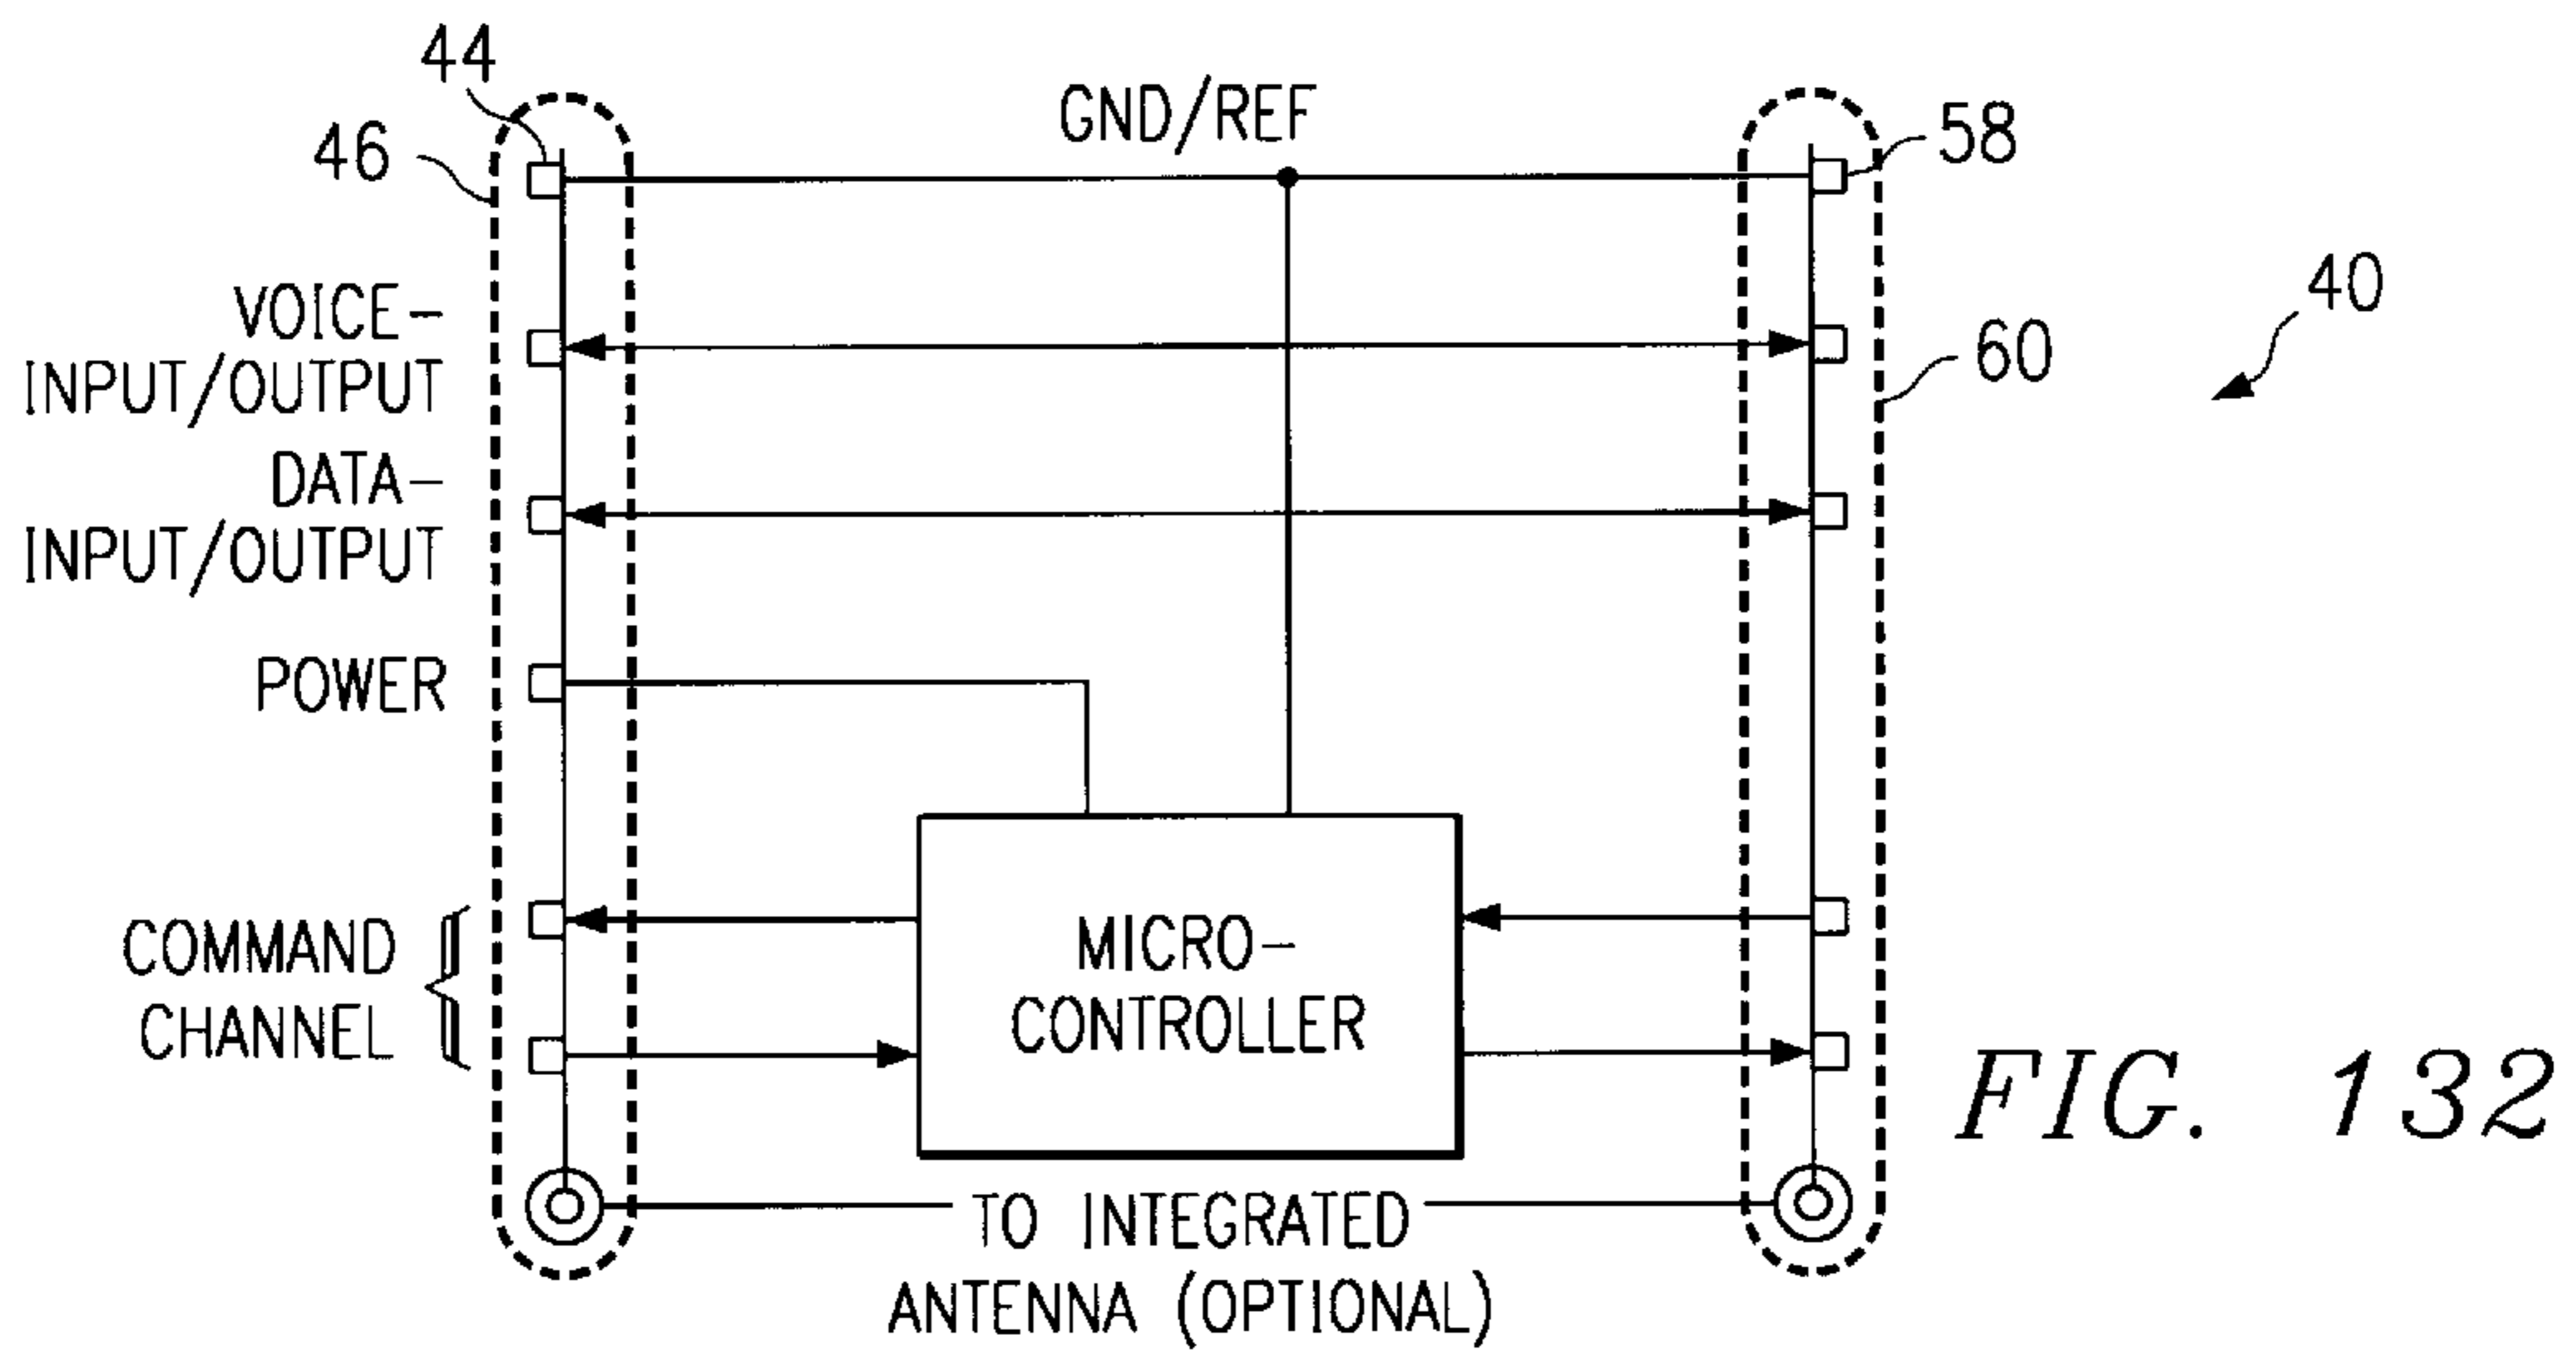 44
GND/REF
58
46
40
VOICE-
INPUT/OUTPUT
60
DATA-
INPUT/OUTPUT
POWER
COMMAND
CHANNEL
MICRO-
CONTROLLER
FIG. 132
TO INTEGRATED
ANTENNA (OPTIONAL)